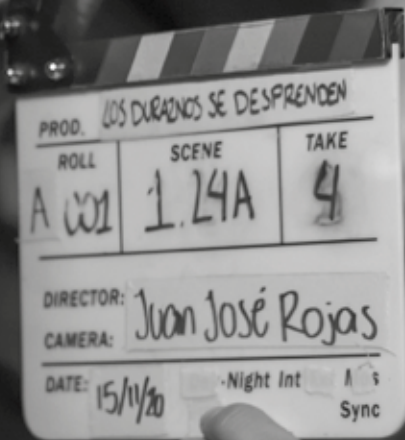 PROD. LOS DURAZNOS SE DESPRENDEN
ROLL SCENE TAKE
A 001 1.24A 4
DIRECTOR: Juan José Rojas
CAMERA:
DATE: 15/11/20 Night Int
Sync